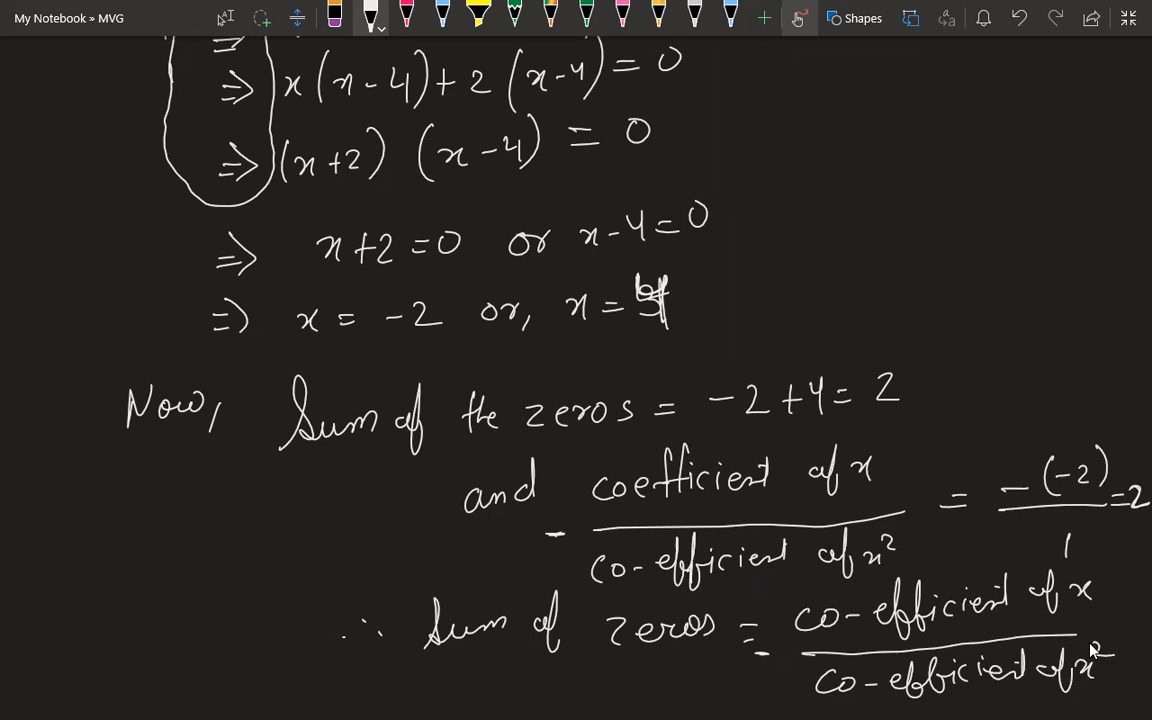 My Notebook » MVG
Shapes
=>
=> x(x-4)+2(x-4)=0
=> (x+2) (x-4) = 0
=> x+2=0 or x-4=0
=> x = -2 or, x = 4
Now, Sum of the zeros = -2+4=2
and - coefficient of x / co-efficient of x² = -(-2) / 1 =2
∴ Sum of zeros = - co-efficient of x / co-efficient of x²